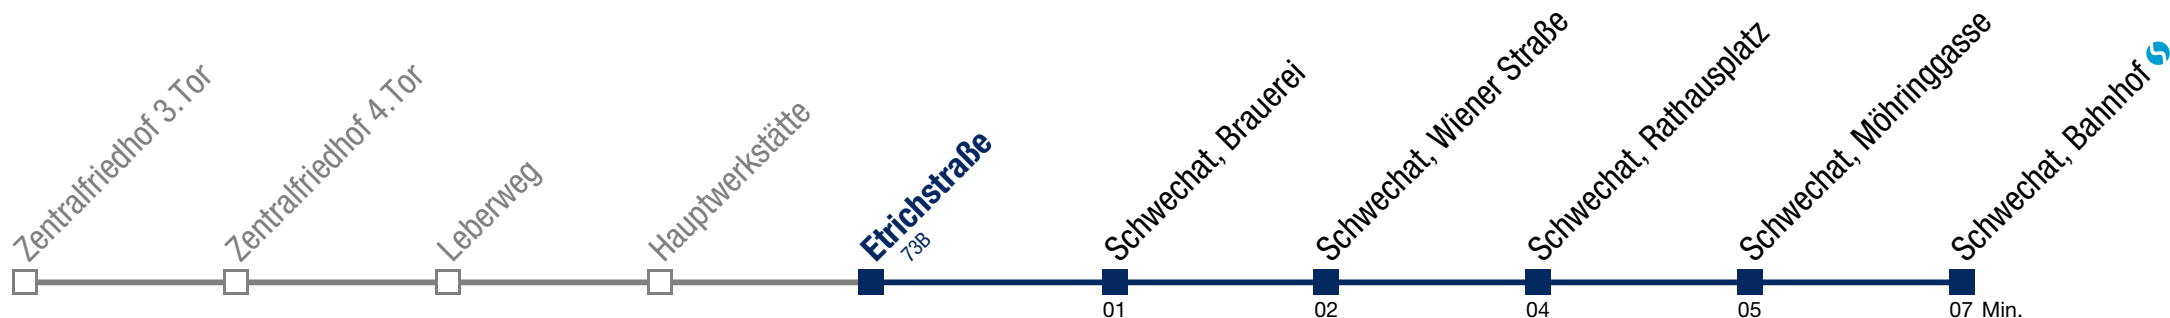 Zentralfriedhof 3.Tor
Zentralfriedhof 4.Tor
Leberweg
Hauptwerkstätte
Etrichstraße
73B
Schwechat, Brauerei
Schwechat, Wiener Straße
Schwechat, Rathausplatz
Schwechat, Möhringgasse
Schwechat, Bahnhof
01 02 04 05 07 Min.